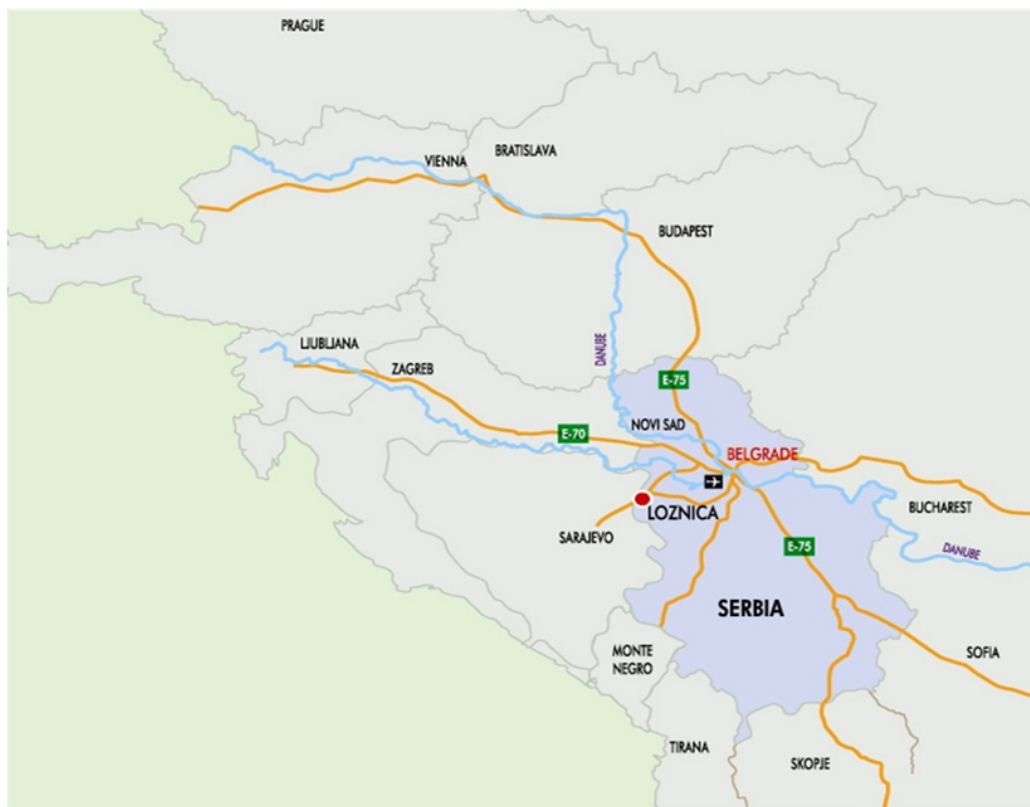 PRAGUE
VIENNA
BRATISLAVA
BUDAPEST
LJUBLJANA
ZAGREB
DANUBE
E-75
NOVI SAD
E-70
BELGRADE
LOZNICA
BUCHAREST
SARAJEVO
E-75
DANUBE
SERBIA
MONTE
NEGRO
SOFIA
TIRANA
SKOPJE